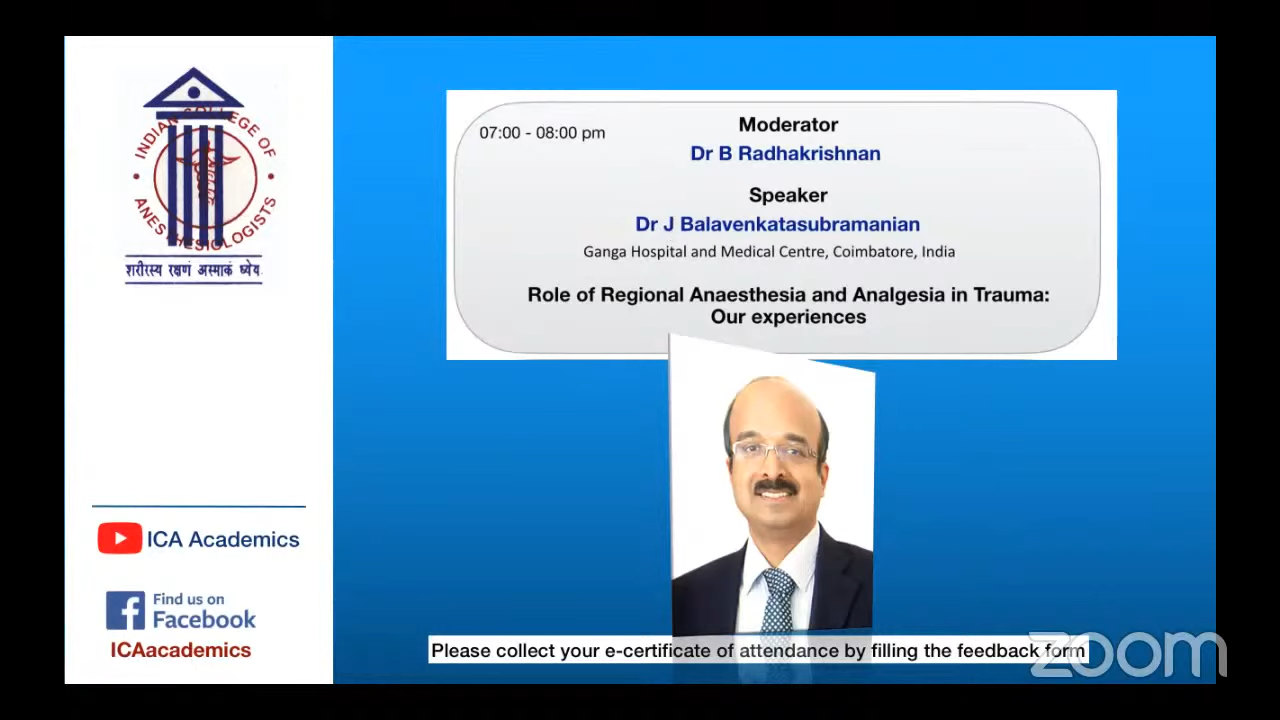 INDIAN COLLEGE OF
ANESTHESIOLOGISTS
शरीरस्य रक्षणं अस्माकं ध्येय
ICA Academics
Find us on
Facebook
ICAacademics
07:00 - 08:00 pm
Moderator
Dr B Radhakrishnan
Speaker
Dr J Balavenkatasubramanian
Ganga Hospital and Medical Centre, Coimbatore, India
Role of Regional Anaesthesia and Analgesia in Trauma:
Our experiences
Please collect your e-certificate of attendance by filling the feedback form
zoom